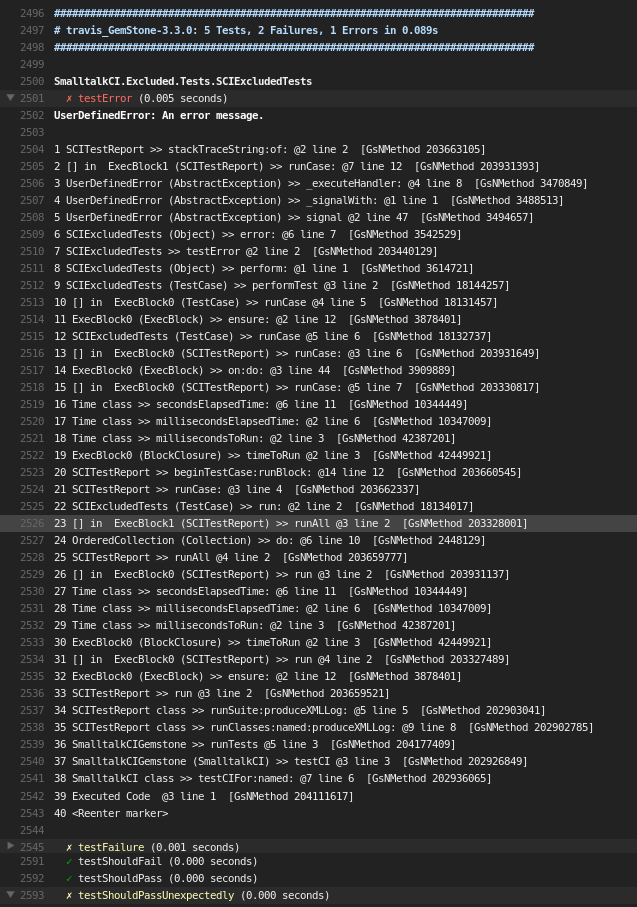 2496 ################################################################################
2497 # travis_GemStone-3.3.0: 5 Tests, 2 Failures, 1 Errors in 0.089s
2498 ################################################################################
2499
2500 SmalltalkCI.Excluded.Tests.SCIExcludedTests
2501 ✗ testError (0.005 seconds)
2502 UserDefinedError: An error message.
2503
2504 1 SCITestReport >> stackTraceString:of: @2 line 2 [GsNMethod 203663105]
2505 2 [] in ExecBlock1 (SCITestReport) >> runCase: @7 line 12 [GsNMethod 203931393]
2506 3 UserDefinedError (AbstractException) >> _executeHandler: @4 line 8 [GsNMethod 3470849]
2507 4 UserDefinedError (AbstractException) >> _signalWith: @1 line 1 [GsNMethod 3488513]
2508 5 UserDefinedError (AbstractException) >> signal @2 line 47 [GsNMethod 3494657]
2509 6 SCIExcludedTests (Object) >> error: @6 line 7 [GsNMethod 3542529]
2510 7 SCIExcludedTests >> testError @2 line 2 [GsNMethod 203440129]
2511 8 SCIExcludedTests (Object) >> perform: @1 line 1 [GsNMethod 3614721]
2512 9 SCIExcludedTests (TestCase) >> performTest @3 line 2 [GsNMethod 18144257]
2513 10 [] in ExecBlock0 (TestCase) >> runCase @4 line 5 [GsNMethod 18131457]
2514 11 ExecBlock0 (ExecBlock) >> ensure: @2 line 12 [GsNMethod 3878401]
2515 12 SCIExcludedTests (TestCase) >> runCase @5 line 6 [GsNMethod 18132737]
2516 13 [] in ExecBlock0 (SCITestReport) >> runCase: @3 line 6 [GsNMethod 203931649]
2517 14 ExecBlock0 (ExecBlock) >> on:do: @3 line 44 [GsNMethod 3909889]
2518 15 [] in ExecBlock0 (SCITestReport) >> runCase: @5 line 7 [GsNMethod 203330817]
2519 16 Time class >> secondsElapsedTime: @6 line 11 [GsNMethod 10344449]
2520 17 Time class >> millisecondsElapsedTime: @2 line 6 [GsNMethod 10347009]
2521 18 Time class >> millisecondsToRun: @2 line 3 [GsNMethod 42387201]
2522 19 ExecBlock0 (BlockClosure) >> timeToRun @2 line 3 [GsNMethod 42449921]
2523 20 SCITestReport >> beginTestCase:runBlock: @14 line 12 [GsNMethod 203660545]
2524 21 SCITestReport >> runCase: @3 line 4 [GsNMethod 203662337]
2525 22 SCIExcludedTests (TestCase) >> run: @2 line 2 [GsNMethod 18134017]
2526 23 [] in ExecBlock1 (SCITestReport) >> runAll @3 line 2 [GsNMethod 203328001]
2527 24 OrderedCollection (Collection) >> do: @6 line 10 [GsNMethod 2448129]
2528 25 SCITestReport >> runAll @4 line 2 [GsNMethod 203659777]
2529 26 [] in ExecBlock0 (SCITestReport) >> run @3 line 2 [GsNMethod 203931137]
2530 27 Time class >> secondsElapsedTime: @6 line 11 [GsNMethod 10344449]
2531 28 Time class >> millisecondsElapsedTime: @2 line 6 [GsNMethod 10347009]
2532 29 Time class >> millisecondsToRun: @2 line 3 [GsNMethod 42387201]
2533 30 ExecBlock0 (BlockClosure) >> timeToRun @2 line 3 [GsNMethod 42449921]
2534 31 [] in ExecBlock0 (SCITestReport) >> run @4 line 2 [GsNMethod 203327489]
2535 32 ExecBlock0 (ExecBlock) >> ensure: @2 line 12 [GsNMethod 3878401]
2536 33 SCITestReport >> run @3 line 2 [GsNMethod 203659521]
2537 34 SCITestReport class >> runSuite:produceXMLLog: @5 line 5 [GsNMethod 202903041]
2538 35 SCITestReport class >> runClasses:named:produceXMLLog: @9 line 8 [GsNMethod 202902785]
2539 36 SmalltalkCIGemstone >> runTests @5 line 3 [GsNMethod 204177409]
2540 37 SmalltalkCIGemstone (SmalltalkCI) >> testCI @3 line 3 [GsNMethod 202926849]
2541 38 SmalltalkCI class >> testCIFor:named: @7 line 6 [GsNMethod 202936065]
2542 39 Executed Code @3 line 1 [GsNMethod 204111617]
2543 40 <Reenter marker>
2544
2545 ✗ testFailure (0.001 seconds)
2591 ✓ testShouldFail (0.000 seconds)
2592 ✓ testShouldPass (0.000 seconds)
2593 ✗ testShouldPassUnexpectedly (0.000 seconds)